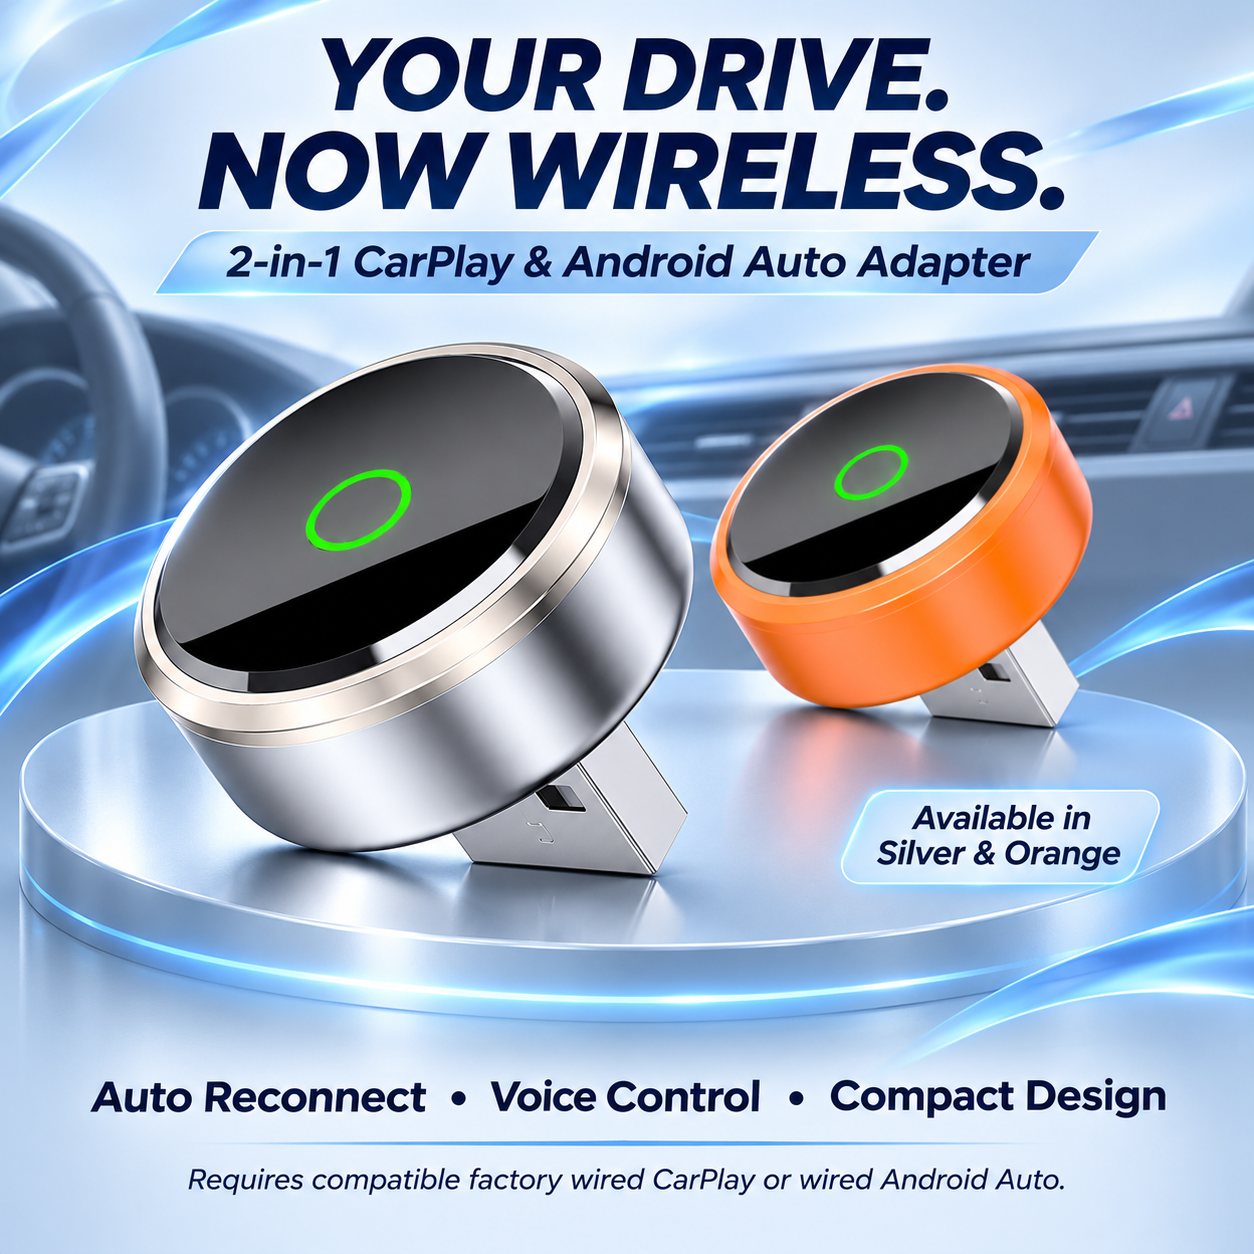 YOUR DRIVE.
NOW WIRELESS.
2-in-1 CarPlay & Android Auto Adapter
Available in
Silver & Orange
Auto Reconnect • Voice Control • Compact Design
Requires compatible factory wired CarPlay or wired Android Auto.